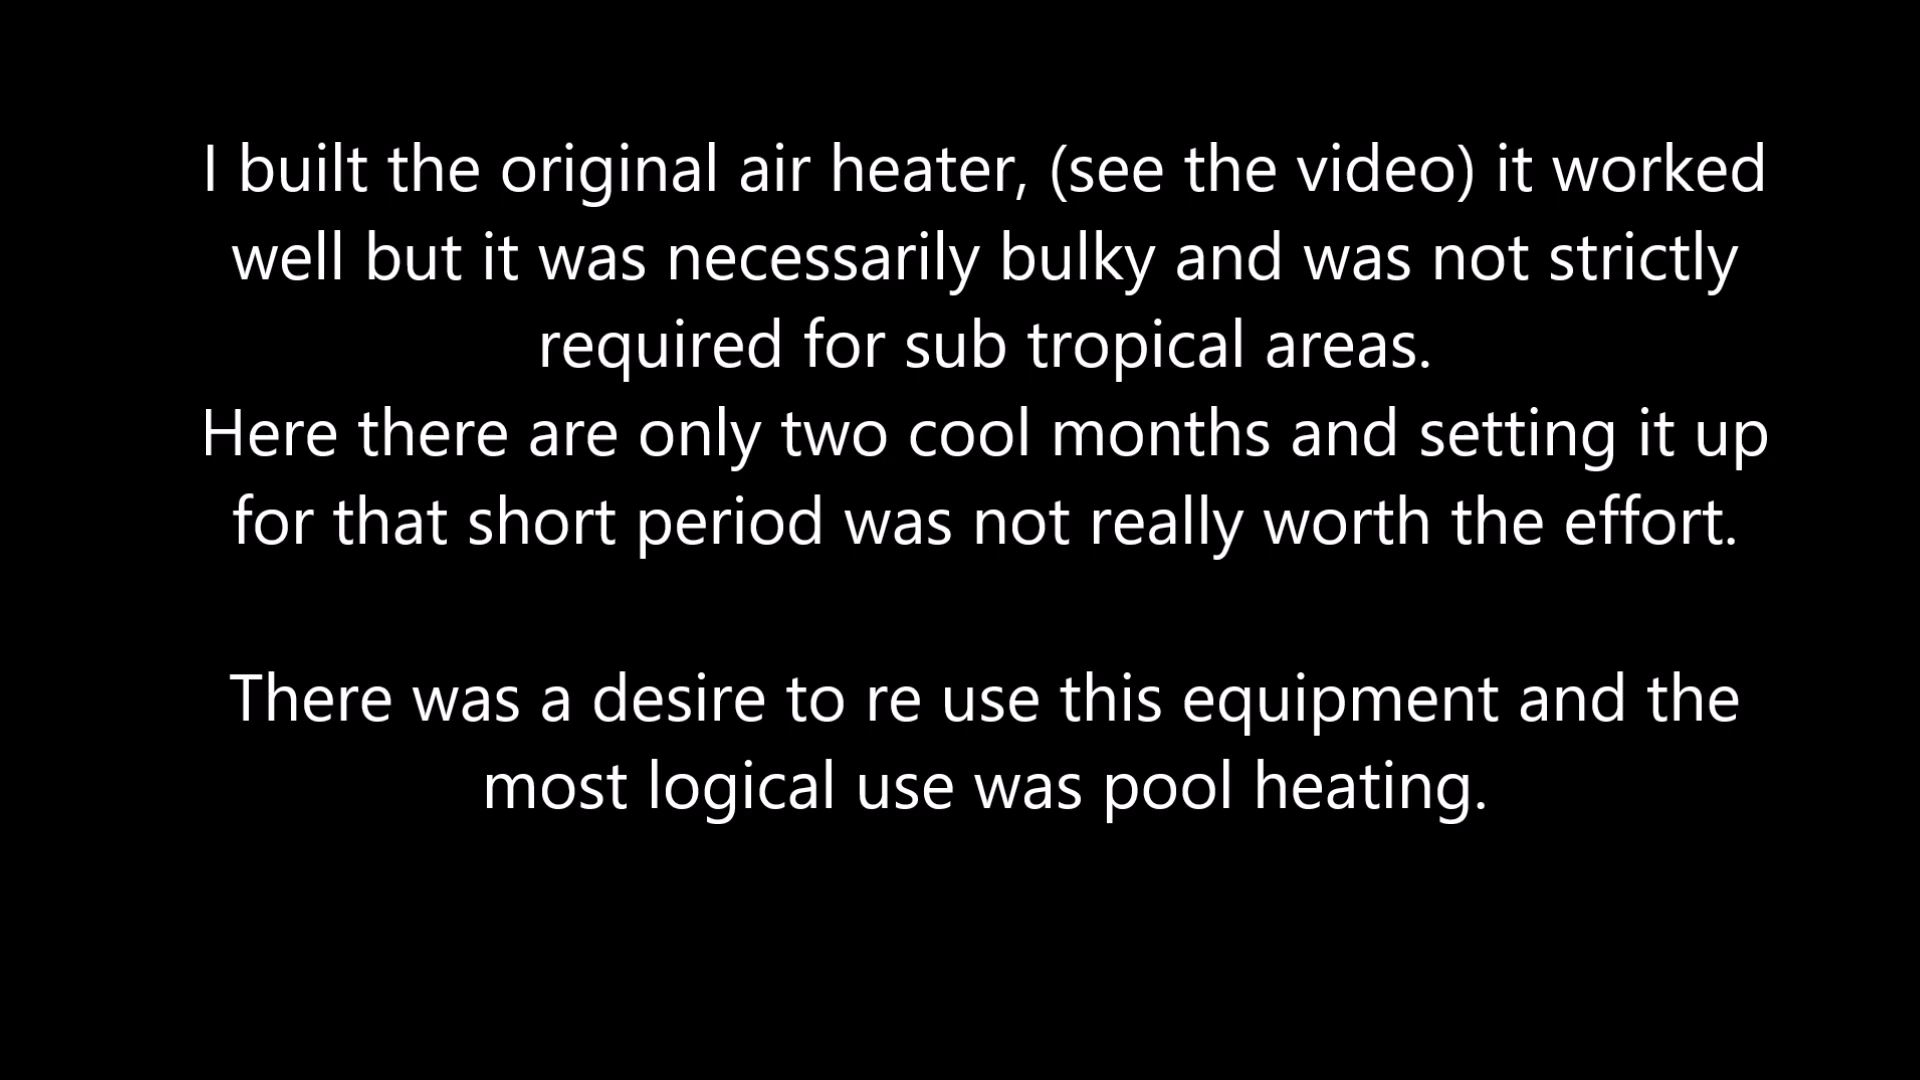 I built the original air heater, (see the video) it worked
well but it was necessarily bulky and was not strictly
required for sub tropical areas.
Here there are only two cool months and setting it up
for that short period was not really worth the effort.
There was a desire to re use this equipment and the
most logical use was pool heating.